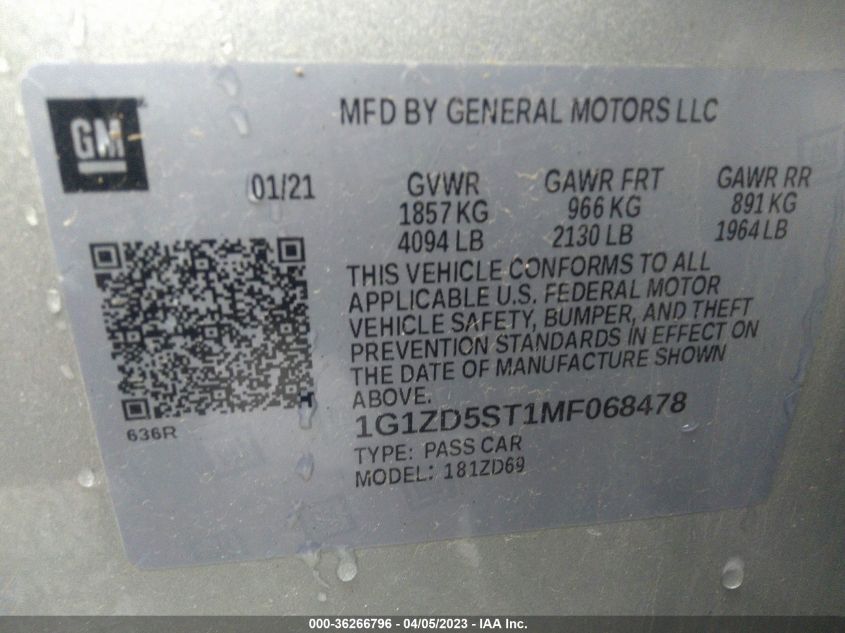 GM
MFD BY GENERAL MOTORS LLC
01/21
GVWR
1857 KG
4094 LB
GAWR FRT
966 KG
2130 LB
GAWR RR
891 KG
1964 LB
THIS VEHICLE CONFORMS TO ALL
APPLICABLE U.S. FEDERAL MOTOR
VEHICLE SAFETY, BUMPER, AND THEFT
PREVENTION STANDARDS IN EFFECT ON
THE DATE OF MANUFACTURE SHOWN
ABOVE.
636R
1G1ZD5ST1MF068478
TYPE: PASS CAR
MODEL: 181ZD69
000-36266796 - 04/05/2023 - IAA Inc.